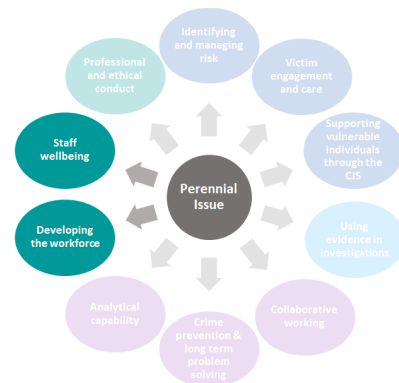 Identifying
and managing
risk
Victim
engagement
and care
Supporting
vulnerable
individuals
through the
CJS
Using
evidence in
investigations
Collaborative
working
Crime
prevention &
long term
problem
solving
Analytical
capability
Developing
the workforce
Staff
wellbeing
Professional
and ethical
conduct
Perennial
Issue